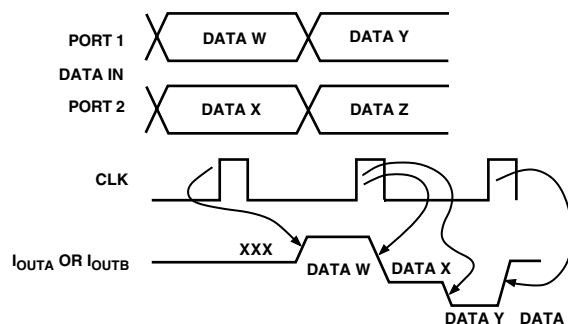 PORT 1
DATA W
DATA Y
DATA IN
PORT 2
DATA X
DATA Z
CLK
XXX
IOUTA OR IOUTB
DATA W
DATA X
DATA Y
DATA